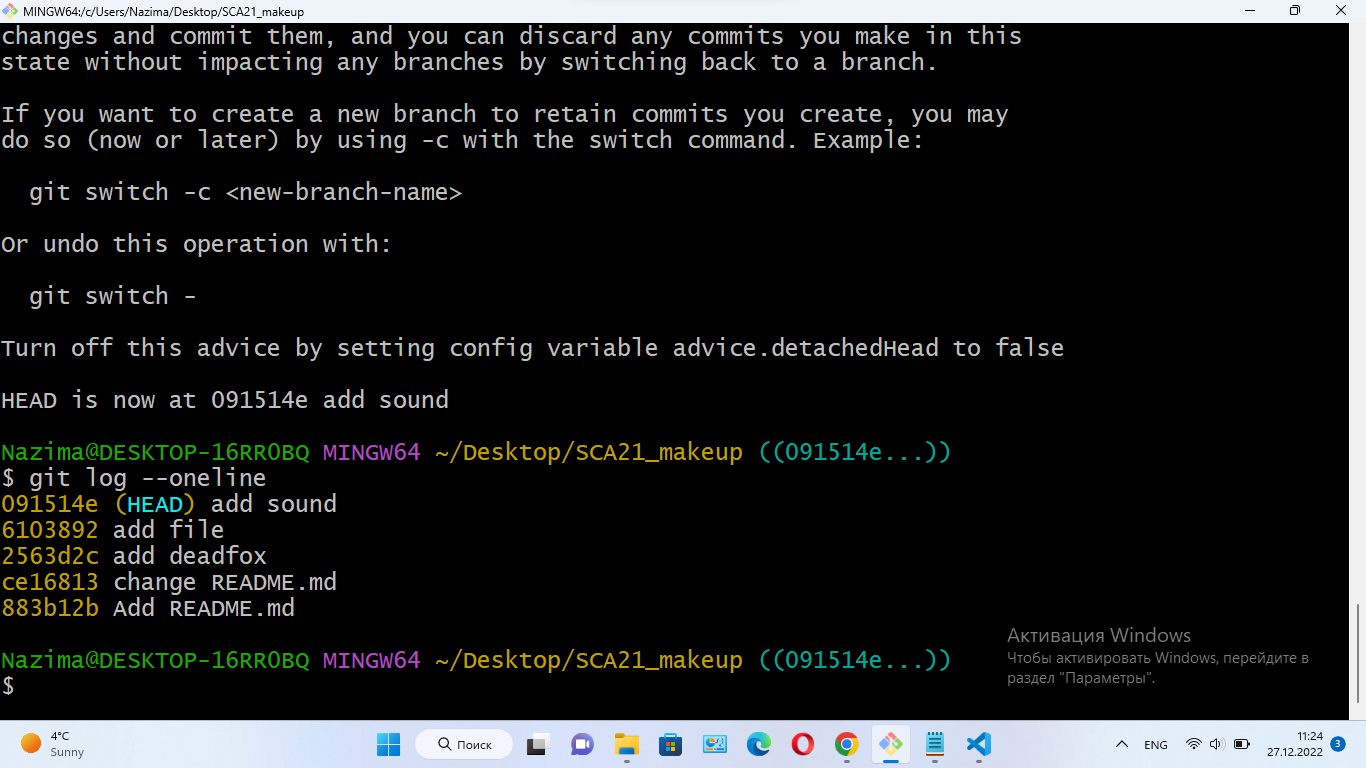 MINGW64:/c/Users/Nazima/Desktop/SCA21_makeup
changes and commit them, and you can discard any commits you make in this
state without impacting any branches by switching back to a branch.
If you want to create a new branch to retain commits you create, you may
do so (now or later) by using -c with the switch command. Example:
git switch -c <new-branch-name>
Or undo this operation with:
git switch -
Turn off this advice by setting config variable advice.detachedHead to false
HEAD is now at 091514e add sound
Nazima@DESKTOP-16RR0BQ MINGW64 ~/Desktop/SCA21_makeup ((091514e...))
$ git log --oneline
091514e (HEAD) add sound
6103892 add file
2563d2c add deadfox
ce16813 change README.md
883b12b Add README.md
Nazima@DESKTOP-16RR0BQ MINGW64 ~/Desktop/SCA21_makeup ((091514e...))
$
Активация Windows
Чтобы активировать Windows, перейдите в
раздел "Параметры".
4°C
Sunny
Поиск
ENG
11:24
27.12.2022
3